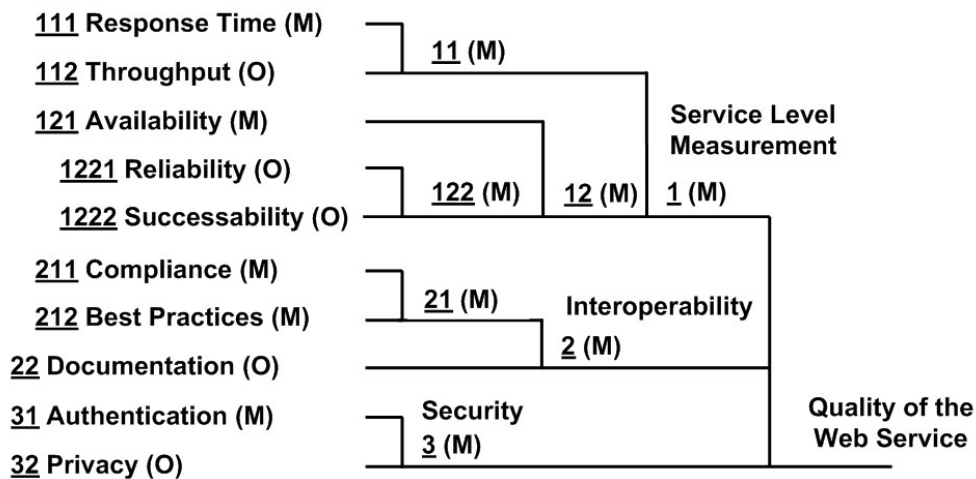 111 Response Time (M)
11 (M)
112 Throughput (O)
121 Availability (M)
Service Level
Measurement
1221 Reliability (O)
122 (M)
12 (M)
1 (M)
1222 Successability (O)
211 Compliance (M)
21 (M)
Interoperability
212 Best Practices (M)
2 (M)
22 Documentation (O)
31 Authentication (M)
Security
3 (M)
Quality of the
Web Service
32 Privacy (O)